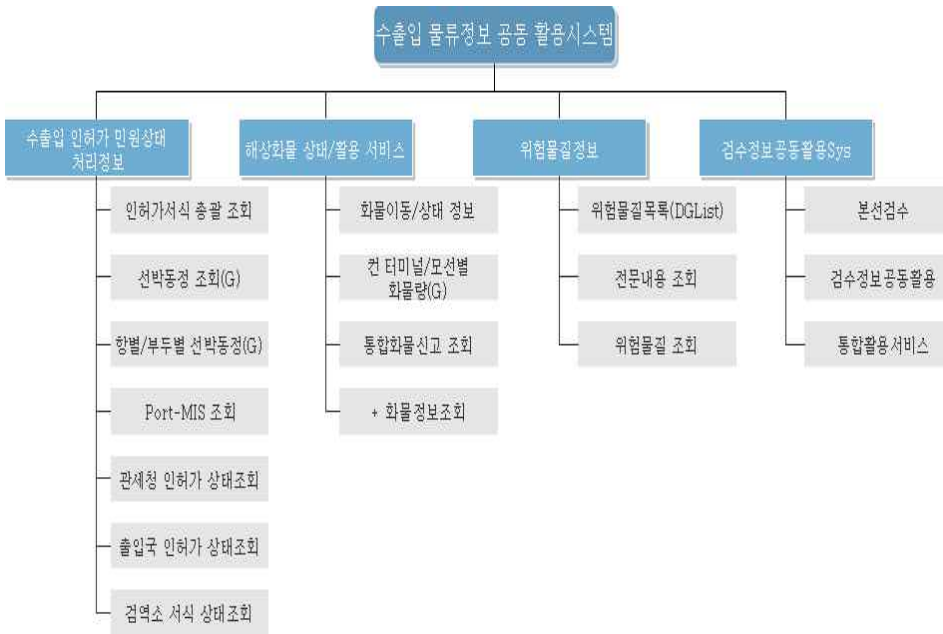 수출입 물류정보 공동 활용시스템
수출입 인허가 민원상태
처리정보
인허가서식 총괄 조회
선박동정 조회(G)
항별/부두별 선박동정(G)
Port-MIS 조회
관세청 인허가 상태조회
출입국 인허가 상태조회
검역소 서식 상태조회
해상화물 상태/활용 서비스
화물이동/상태 정보
컨 터미널/모선별
화물량(G)
통합화물신고 조회
+ 화물정보조회
위험물질정보
위험물질목록(DGList)
전문내용 조회
위험물질 조회
검수정보공동활용Sys
본선검수
검수정보공동활용
통합활용서비스